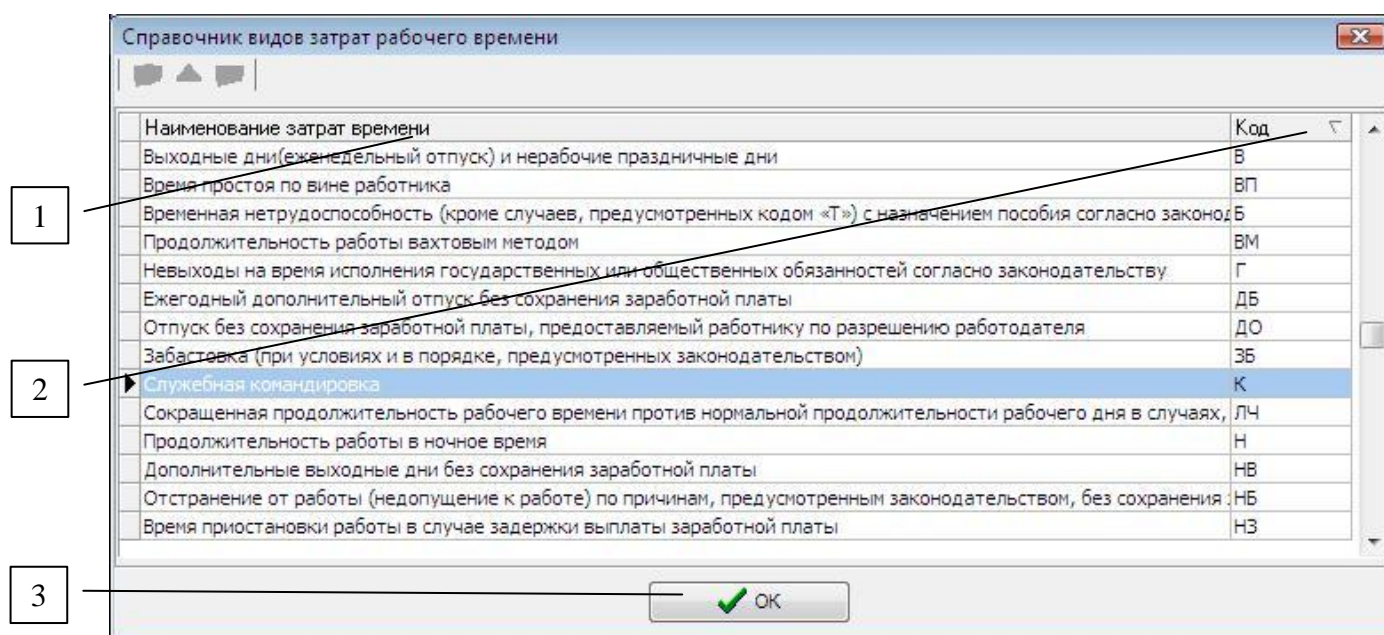 Справочник видов затрат рабочего времени
Наименование затрат времени Код
Выходные дни(еженедельный отпуск) и нерабочие праздничные дни В
1
Время простоя по вине работника ВП
Временная нетрудоспособность (кроме случаев, предусмотренных кодом «Т») с назначением пособия согласно законод Б
Продолжительность работы вахтовым методом ВМ
Невыходы на время исполнения государственных или общественных обязанностей согласно законодательству Г
Ежегодный дополнительный отпуск без сохранения заработной платы ДБ
Отпуск без сохранения заработной платы, предоставляемый работнику по разрешению работодателя ДО
Забастовка (при условиях и в порядке, предусмотренных законодательством) ЗБ
2
Служебная командировка К
Сокращенная продолжительность рабочего времени против нормальной продолжительности рабочего дня в случаях, ЛЧ
Продолжительность работы в ночное время Н
Дополнительные выходные дни без сохранения заработной платы НВ
Отстранение от работы (недопущение к работе) по причинам, предусмотренным законодательством, без сохранения НБ
Время приостановки работы в случае задержки выплаты заработной платы НЗ
3
ОК